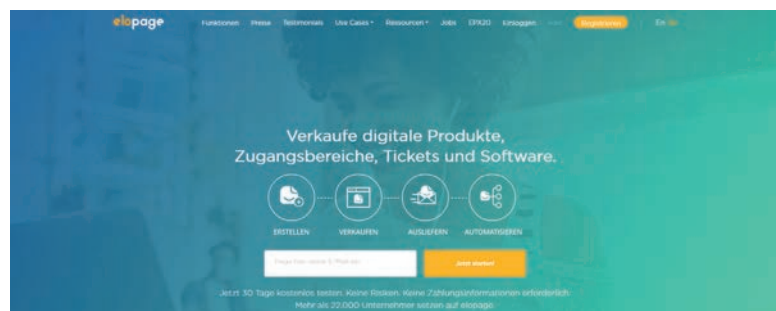 elopage
Funktionen Presse Testimonials Use Cases Ressourcen Jobs EPX20 Einloggen Registrieren En
Verkaufe digitale Produkte,
Zugangsbereiche, Tickets und Software.
ERSTELLEN VERKAUFEN AUSLIEFERN AUTOMATISIEREN
Jetzt starten!
Jetzt 30 Tage kostenlos testen. Keine Risiken. Keine Zahlungsinformationen erforderlich.
Mehr als 22.000 Unternehmer setzen auf elopage.